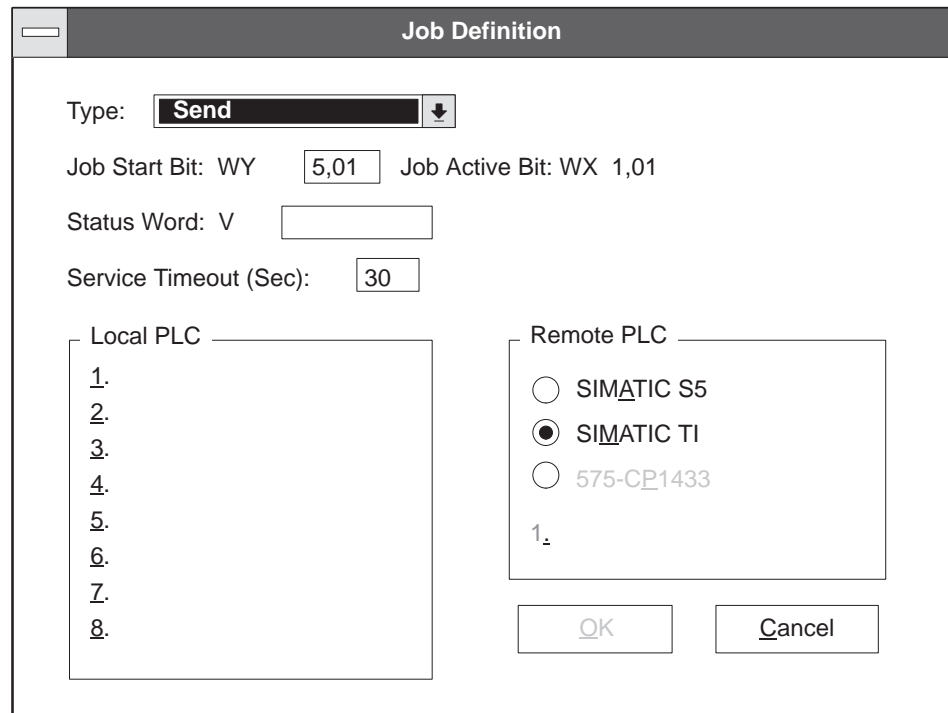 Job Definition
Type: Send
Job Start Bit: WY 5,01 Job Active Bit: WX 1,01
Status Word: V
Service Timeout (Sec): 30
Local PLC
1.
2.
3.
4.
5.
6.
7.
8.
Remote PLC
SIMATIC S5
SIMATIC TI
575-CP1433
1.
OK Cancel